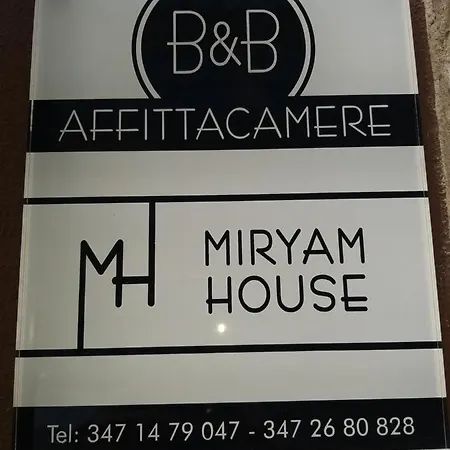 B&B
AFFITTACAMERE
MH
MIRYAM
HOUSE
Tel: 347 14 79 047 - 347 26 80 828